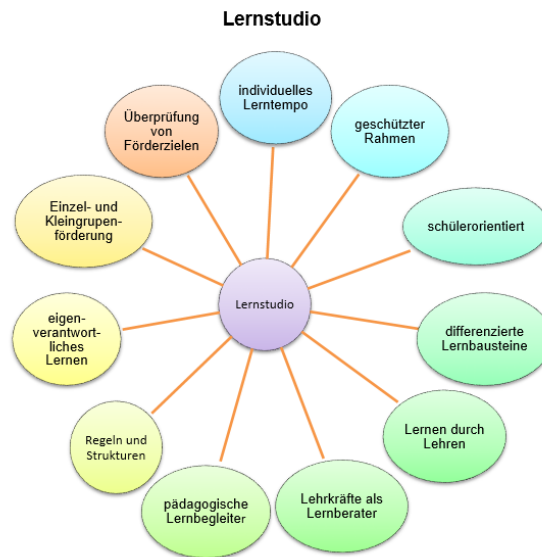 Lernstudio
individuelles
Lerntempo
geschützter
Rahmen
schülerorientiert
differenzierte
Lernbausteine
Lernen durch
Lehren
Lehrkräfte als
Lernberater
pädagogische
Lernbegleiter
Regeln und
Strukturen
eigen-
verantwort-
liches
Lernen
Einzel- und
Kleingrupen-
förderung
Überprüfung
von
Förderzielen
Lernstudio